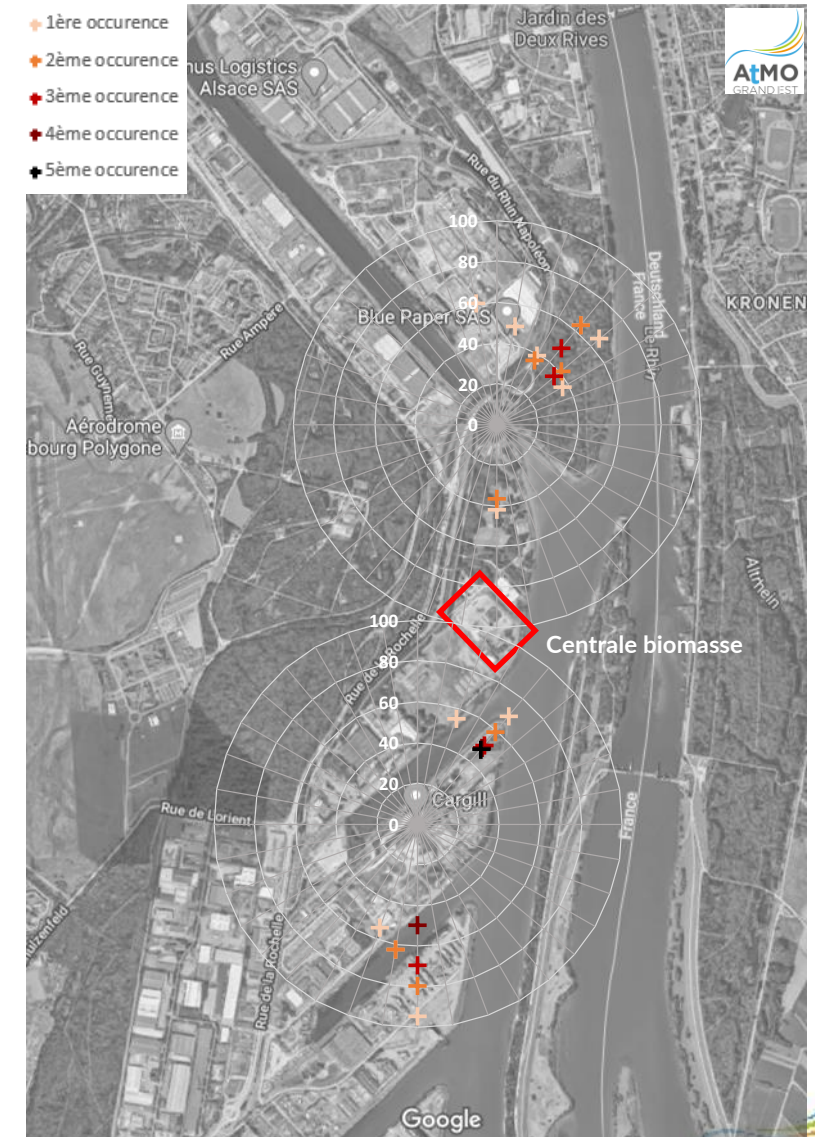 1ère occurence
2ème occurence
3ème occurence
4ème occurence
5ème occurence
Jardin des
Deux Rives
AtMO
GRAND EST
nus Logistics
Alsace SAS
Rue du Rhin Napoléon
100
80
60
40
20
0
Blue Paper SAS
Deutschland
France
Le Rhin
KRONEN
Rue Ampère
Rue Guynemer
Aérodrome
bourg Polygone
Altrhein
Centrale biomasse
Rue de la Rochelle
100
80
60
40
20
0
Cargill
Rue de Lorient
France
hulzenfeld
Rue de la Rochelle
Google